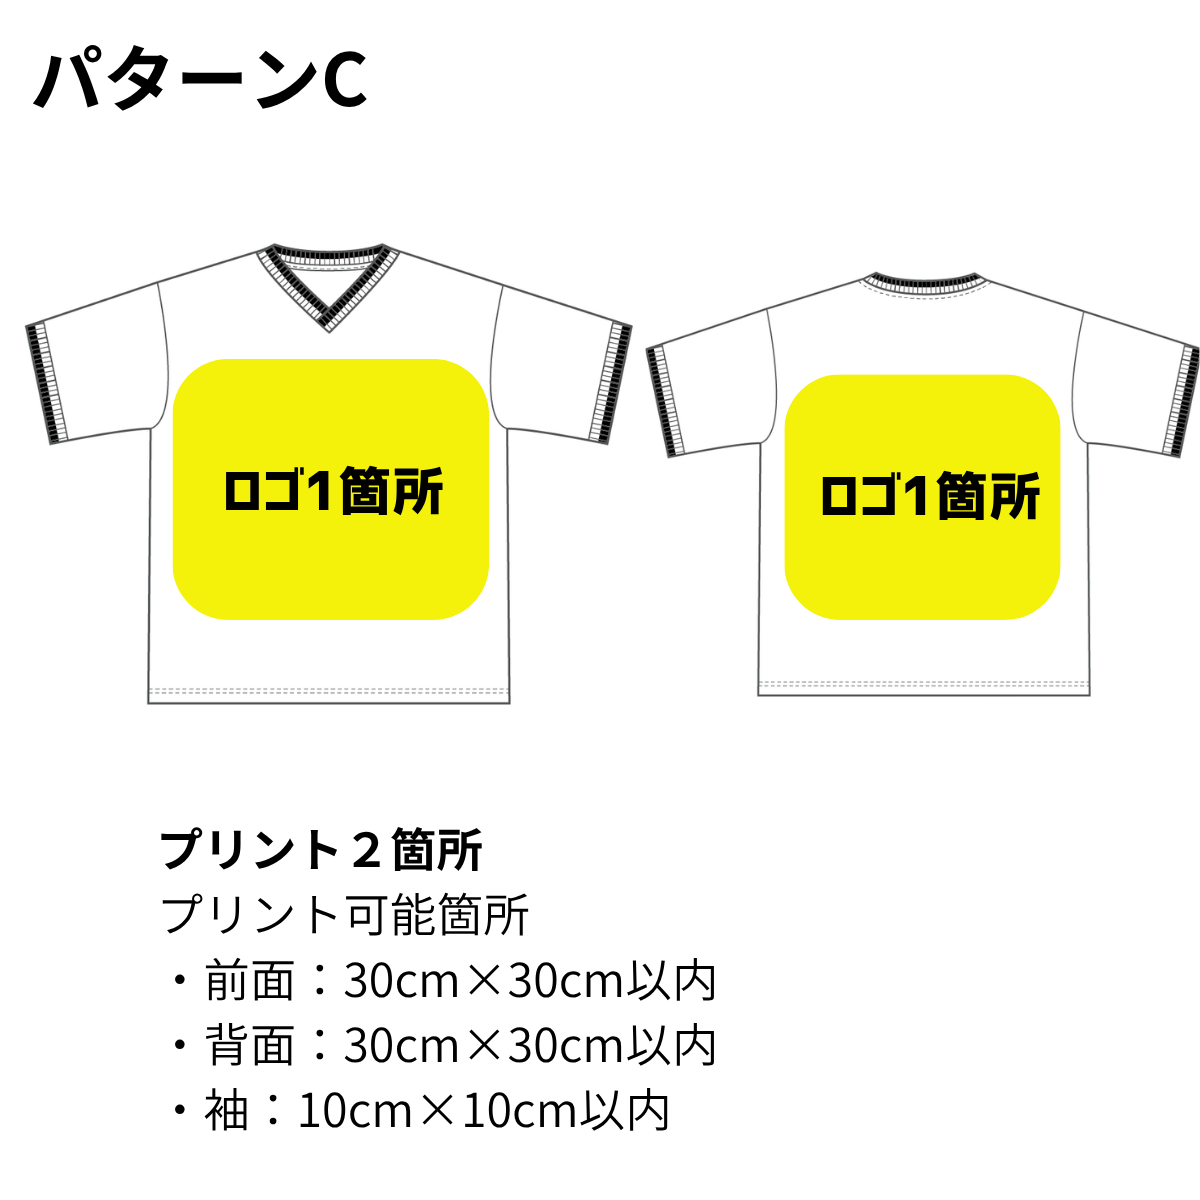 パターンC
ロゴ1箇所
ロゴ1箇所
プリント２箇所
プリント可能箇所
・前面：30cm×30cm以内
・背面：30cm×30cm以内
・袖：10cm×10cm以内